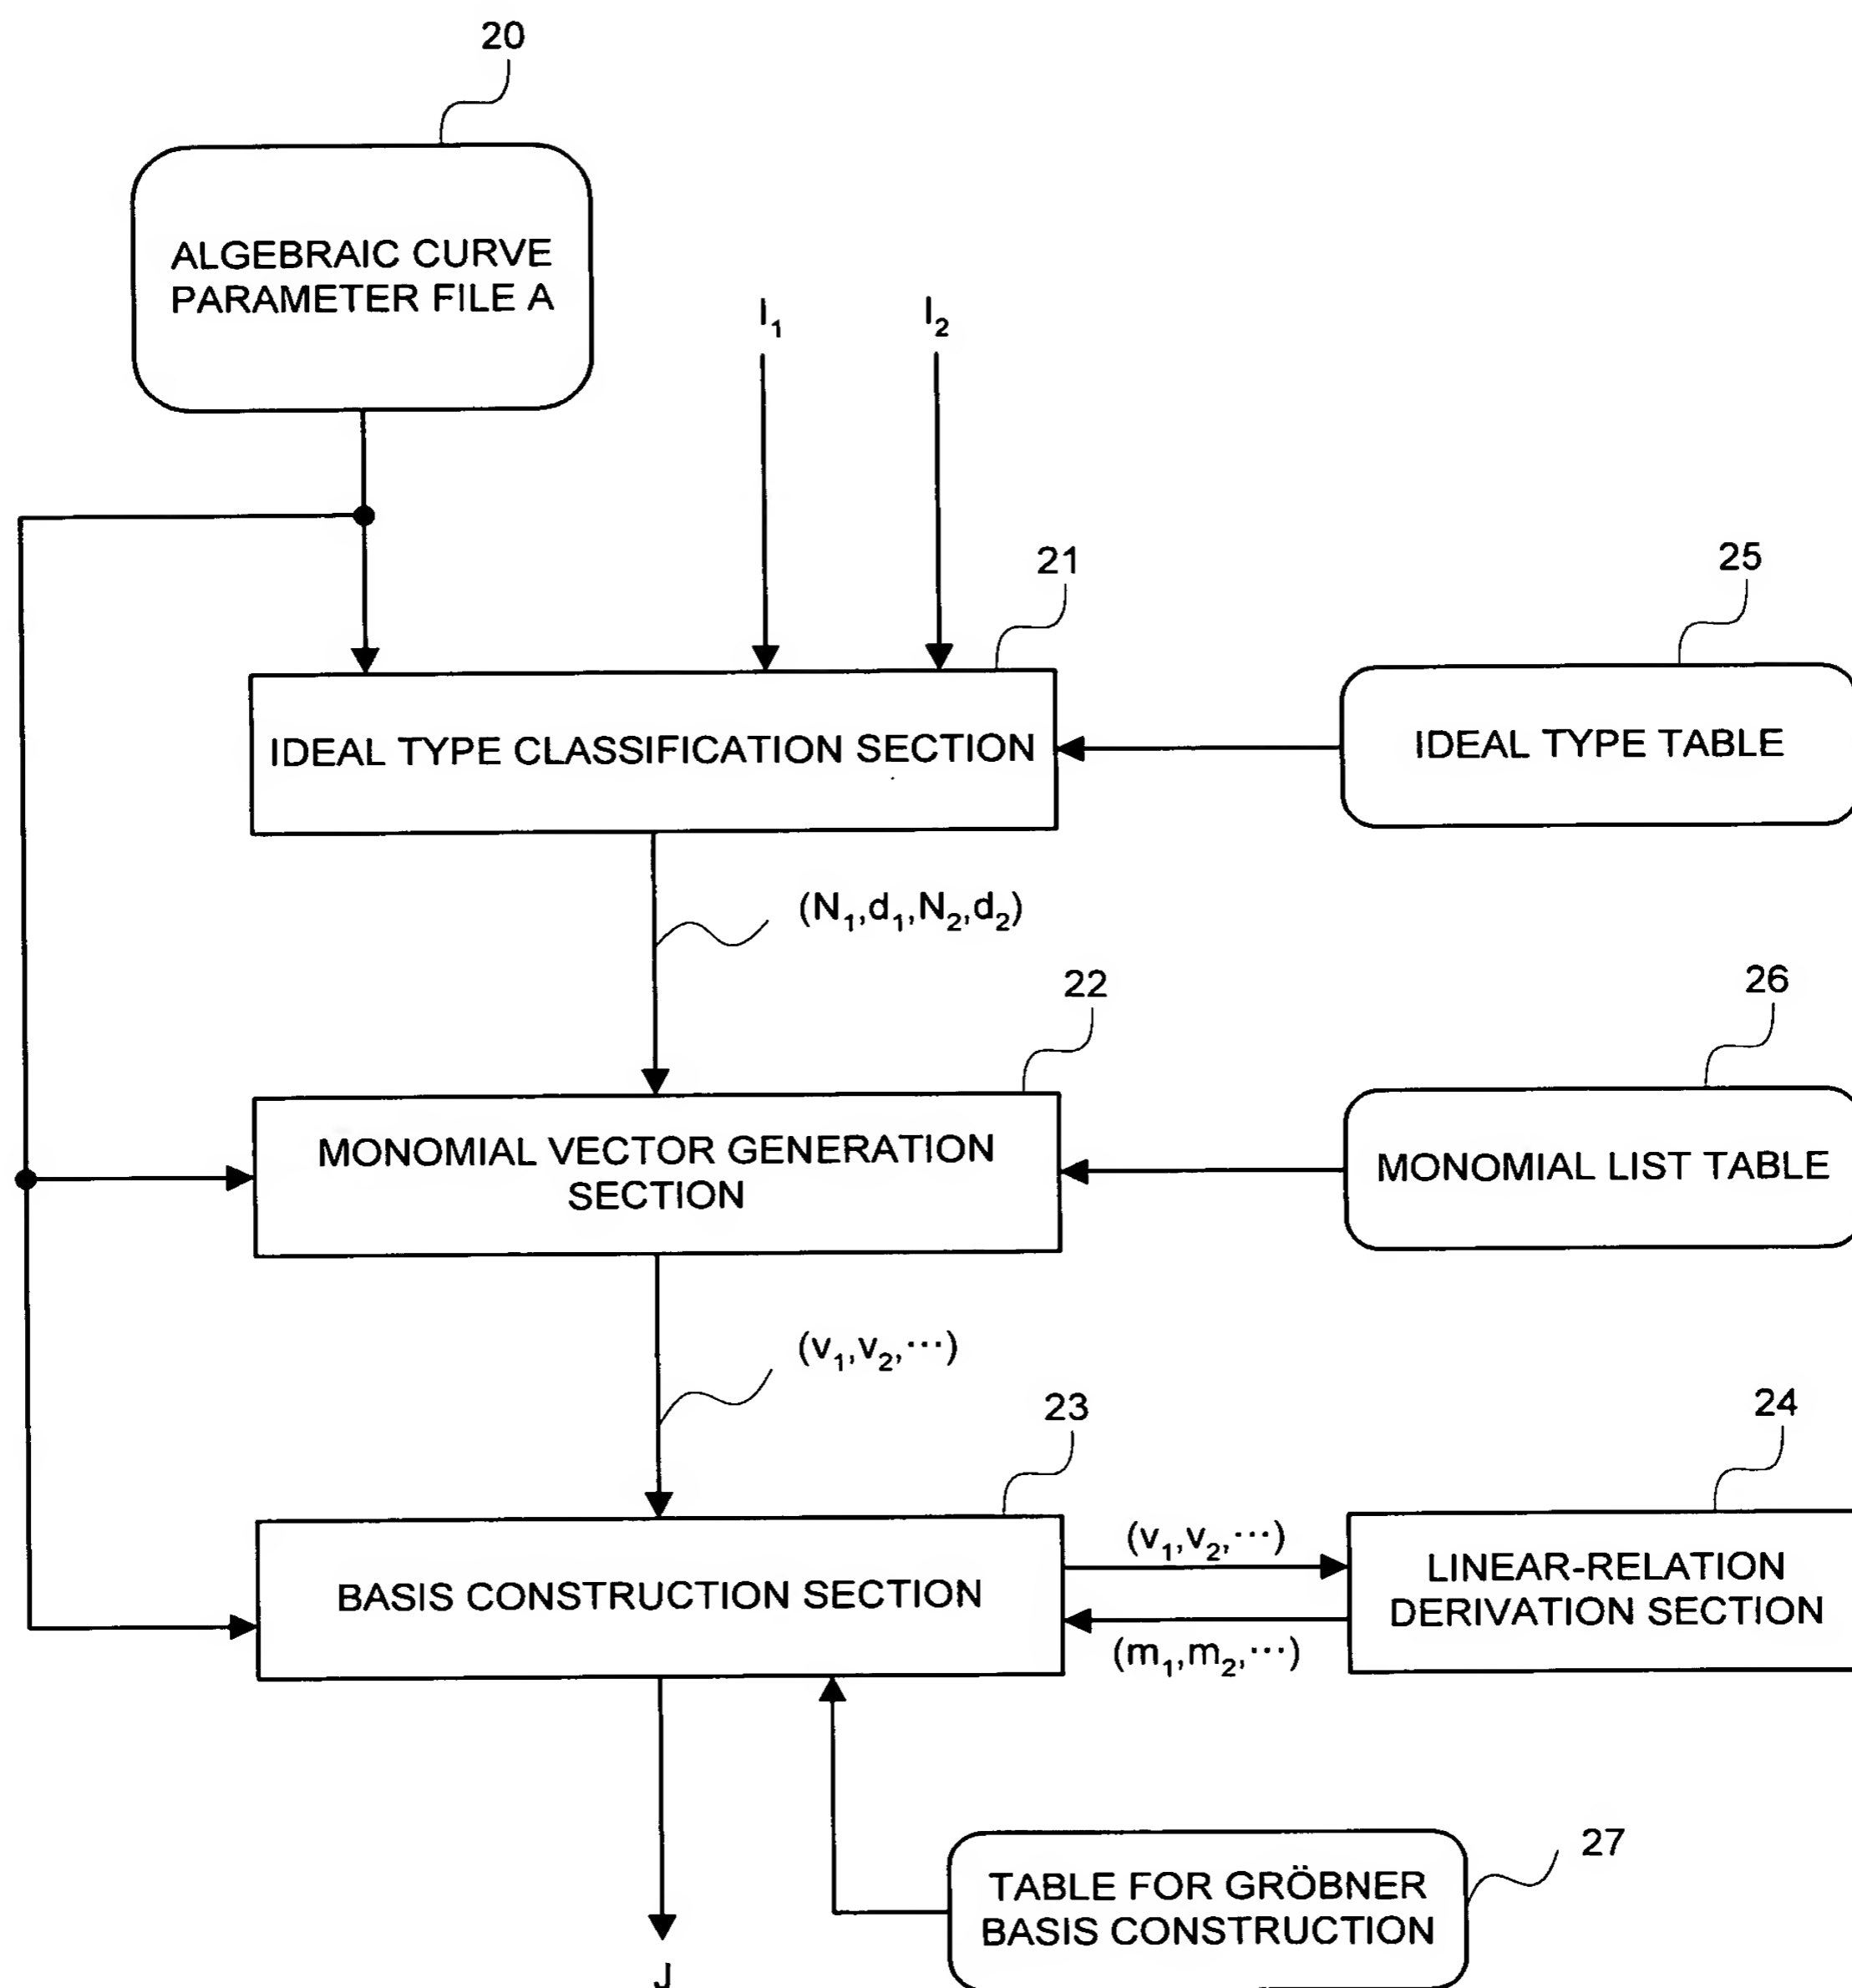 20
ALGEBRAIC CURVE
PARAMETER FILE A
I₁
I₂
21
25
IDEAL TYPE CLASSIFICATION SECTION
IDEAL TYPE TABLE
(N₁,d₁,N₂,d₂)
22
26
MONOMIAL VECTOR GENERATION
SECTION
MONOMIAL LIST TABLE
(v₁,v₂,⋯)
23
24
BASIS CONSTRUCTION SECTION
(v₁,v₂,⋯)
(m₁,m₂,⋯)
LINEAR-RELATION
DERIVATION SECTION
27
TABLE FOR GRÖBNER
BASIS CONSTRUCTION
J